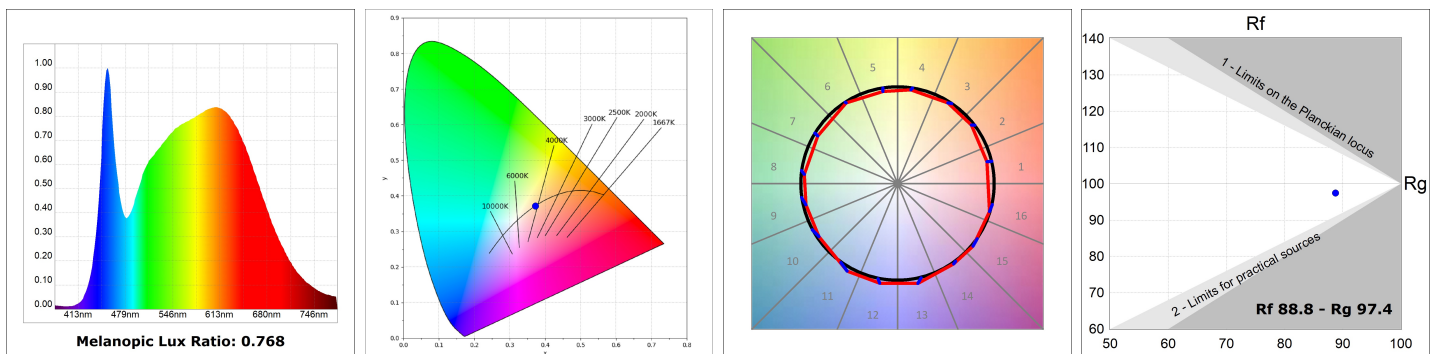 1.00
0.90
0.80
0.70
0.60
0.50
0.40
0.30
0.20
0.10
0.00
413nm 479nm 546nm 613nm 680nm 746nm
Melanopic Lux Ratio: 0.768
0.9
0.8
0.7
0.6
0.5
0.4
0.3
0.2
0.1
0.0
y
0.0 0.1 0.2 0.3 0.4 0.5 0.6 0.7 0.8
x
10000K
6000K
4000K
3000K
2500K
2000K
1667K
1
2
3
4
5
6
7
8
9
10
11
12
13
14
15
16
Rf
140
130
120
110
100
90
80
70
60
Rg
1 - Limits on the Planckian locus
2 - Limits for practical sources
Rf 88.8 - Rg 97.4
50 60 70 80 90 100